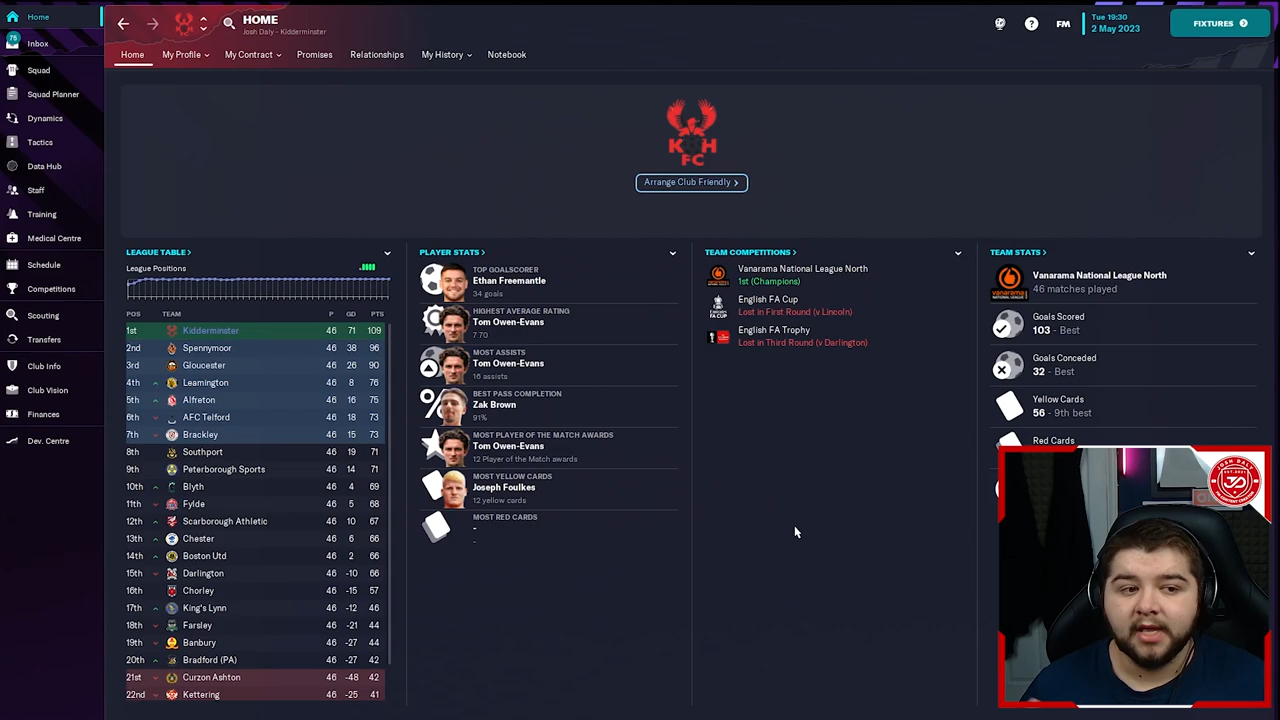 Home
75
Inbox
Squad
Squad Planner
Dynamics
Tactics
Data Hub
Staff
Training
Medical Centre
Schedule
Competitions
Scouting
Transfers
Club Info
Club Vision
Finances
Dev. Centre
HOME
Josh Daly - Kidderminster
FM
Tue 19:30
2 May 2023
FIXTURES
Home
My Profile
My Contract
Promises
Relationships
My History
Notebook
K H
FC
Arrange Club Friendly >
LEAGUE TABLE >
League Positions
POS TEAM P GD PTS
1st Kidderminster 46 71 109
2nd Spennymoor 46 38 96
3rd Gloucester 46 26 90
4th Leamington 46 8 76
5th Alfreton 46 16 75
6th AFC Telford 46 18 73
7th Brackley 46 15 73
8th Southport 46 19 71
9th Peterborough Sports 46 14 71
10th Blyth 46 4 69
11th Fylde 46 5 68
12th Scarborough Athletic 46 10 67
13th Chester 46 6 66
14th Boston Utd 46 2 66
15th Darlington 46 -10 66
16th Chorley 46 -15 57
17th King's Lynn 46 -12 46
18th Farsley 46 -21 44
19th Banbury 46 -27 44
20th Bradford (PA) 46 -27 42
21st Curzon Ashton 46 -48 42
22nd Kettering 46 -25 41
PLAYER STATS >
TOP GOALSCORER
Ethan Freemantle
34 goals
HIGHEST AVERAGE RATING
Tom Owen-Evans
7.70
MOST ASSISTS
Tom Owen-Evans
16 assists
%
BEST PASS COMPLETION
Zak Brown
91%
MOST PLAYER OF THE MATCH AWARDS
Tom Owen-Evans
12 Player of the Match awards
MOST YELLOW CARDS
Joseph Foulkes
12 yellow cards
MOST RED CARDS
-
-
TEAM COMPETITIONS >
Vanarama National League North
1st (Champions)
English FA Cup
Lost in First Round (v Lincoln)
English FA Trophy
Lost in Third Round (v Darlington)
TEAM STATS >
Vanarama National League North
46 matches played
Goals Scored
103 - Best
Goals Conceded
32 - Best
Yellow Cards
56 - 9th best
Red Cards
JOSH DALY
JD